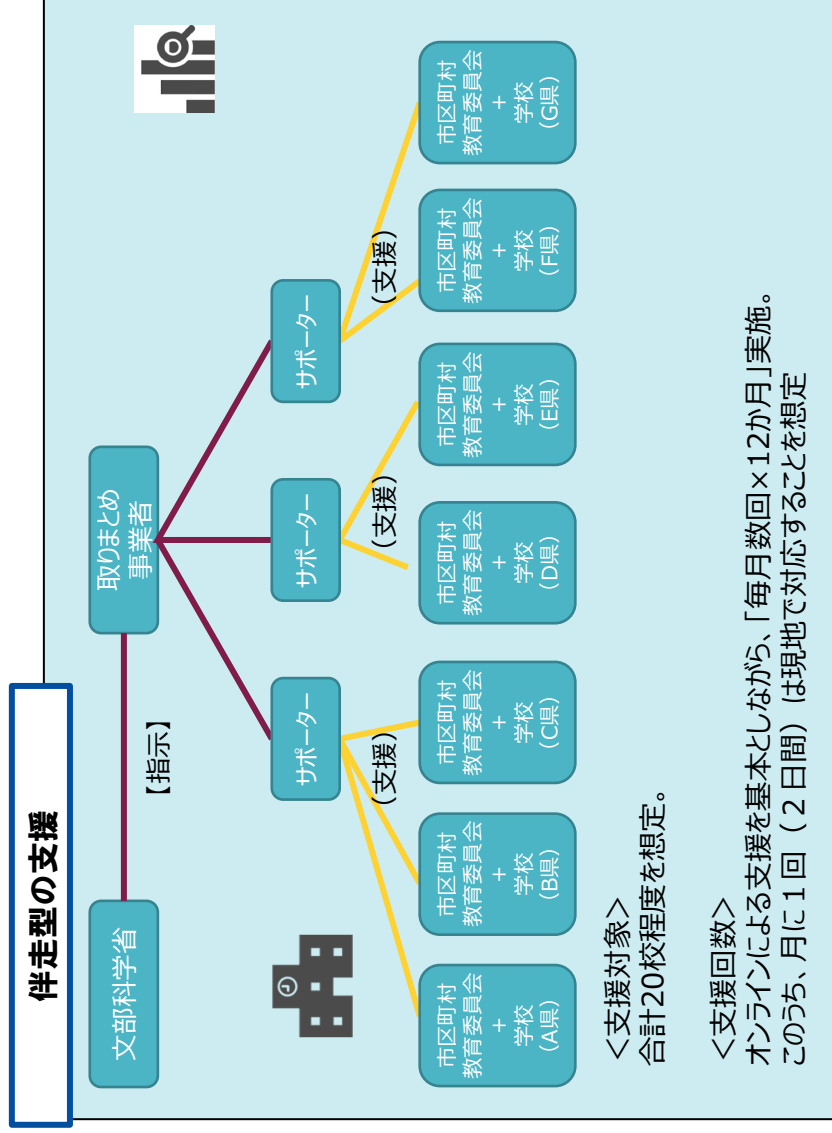 伴走型の支援
文部科学省
【指示】
取りまとめ
事業者
サポーター
サポーター
サポーター
(支援)
(支援)
(支援)
市区町村
教育委員会
+
学校
(A県)
市区町村
教育委員会
+
学校
(B県)
市区町村
教育委員会
+
学校
(C県)
市区町村
教育委員会
+
学校
(D県)
市区町村
教育委員会
+
学校
(E県)
市区町村
教育委員会
+
学校
(F県)
市区町村
教育委員会
+
学校
(G県)
<支援対象>
合計20校程度を想定。
<支援回数>
オンラインによる支援を基本としながら、「毎月数回×12か月」実施。
このうち、月に1回(2日間)は現地で対応することを想定